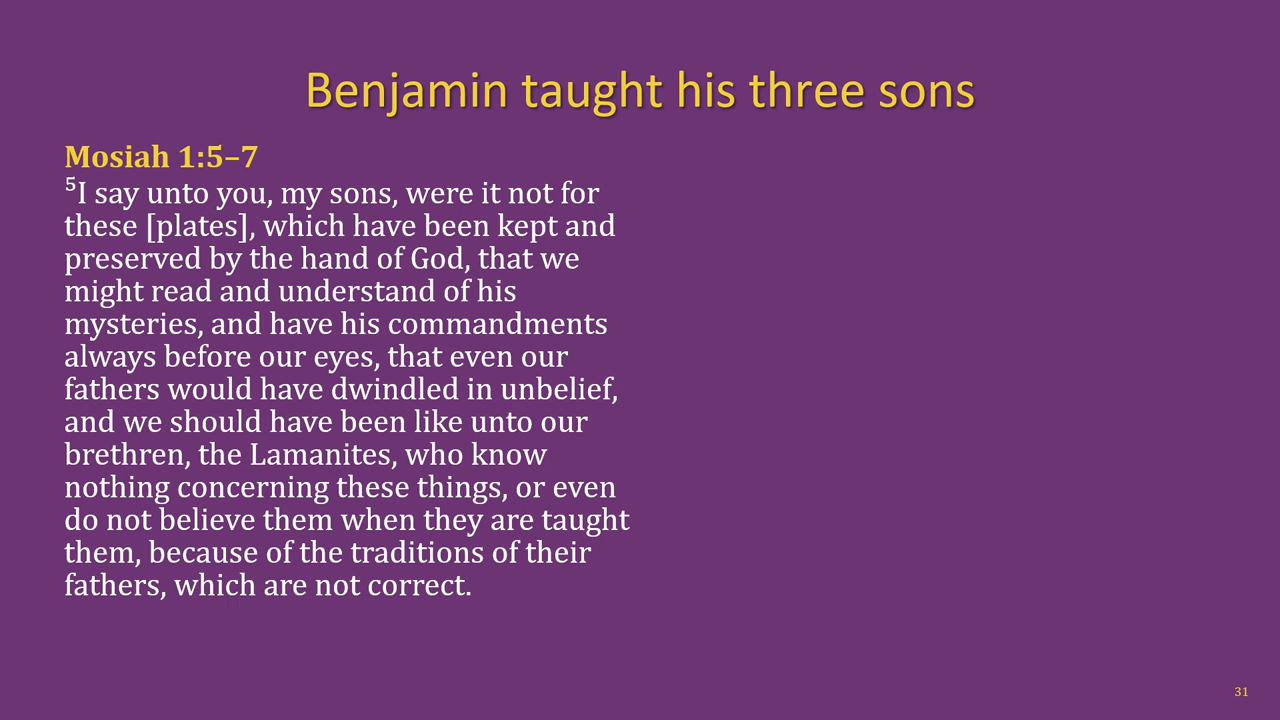 Benjamin taught his three sons
Mosiah 1:5–7
⁵I say unto you, my sons, were it not for
these [plates], which have been kept and
preserved by the hand of God, that we
might read and understand of his
mysteries, and have his commandments
always before our eyes, that even our
fathers would have dwindled in unbelief,
and we should have been like unto our
brethren, the Lamanites, who know
nothing concerning these things, or even
do not believe them when they are taught
them, because of the traditions of their
fathers, which are not correct.
31